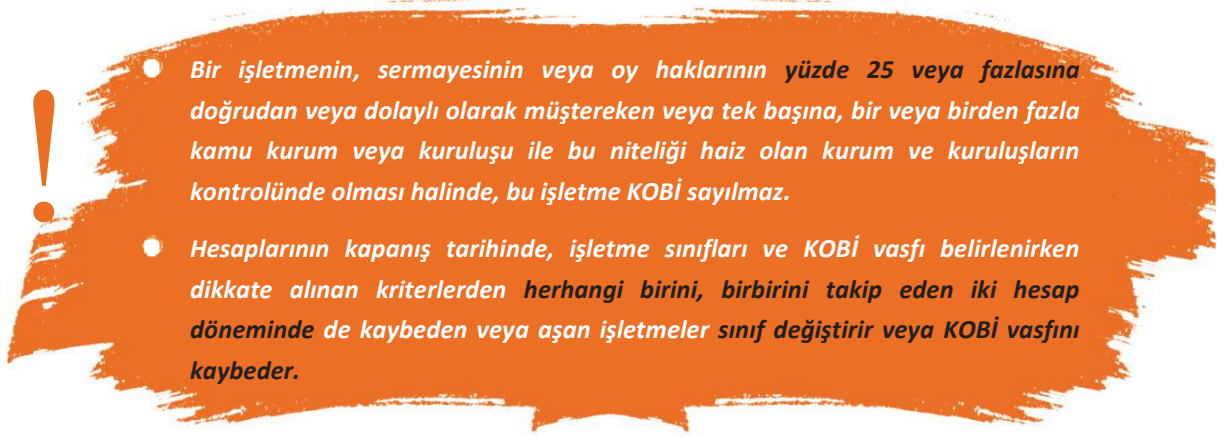 !
Bir işletmenin, sermayesinin veya oy haklarının yüzde 25 veya fazlasına
doğrudan veya dolaylı olarak müştereken veya tek başına, bir veya birden fazla
kamu kurum veya kuruluşu ile bu niteliği haiz olan kurum ve kuruluşların
kontrolünde olması halinde, bu işletme KOBİ sayılmaz.
Hesaplarının kapanış tarihinde, işletme sınıfları ve KOBİ vasfı belirlenirken
dikkate alınan kriterlerden herhangi birini, birbirini takip eden iki hesap
döneminde de kaybeden veya aşan işletmeler sınıf değiştirir veya KOBİ vasfını
kaybeder.